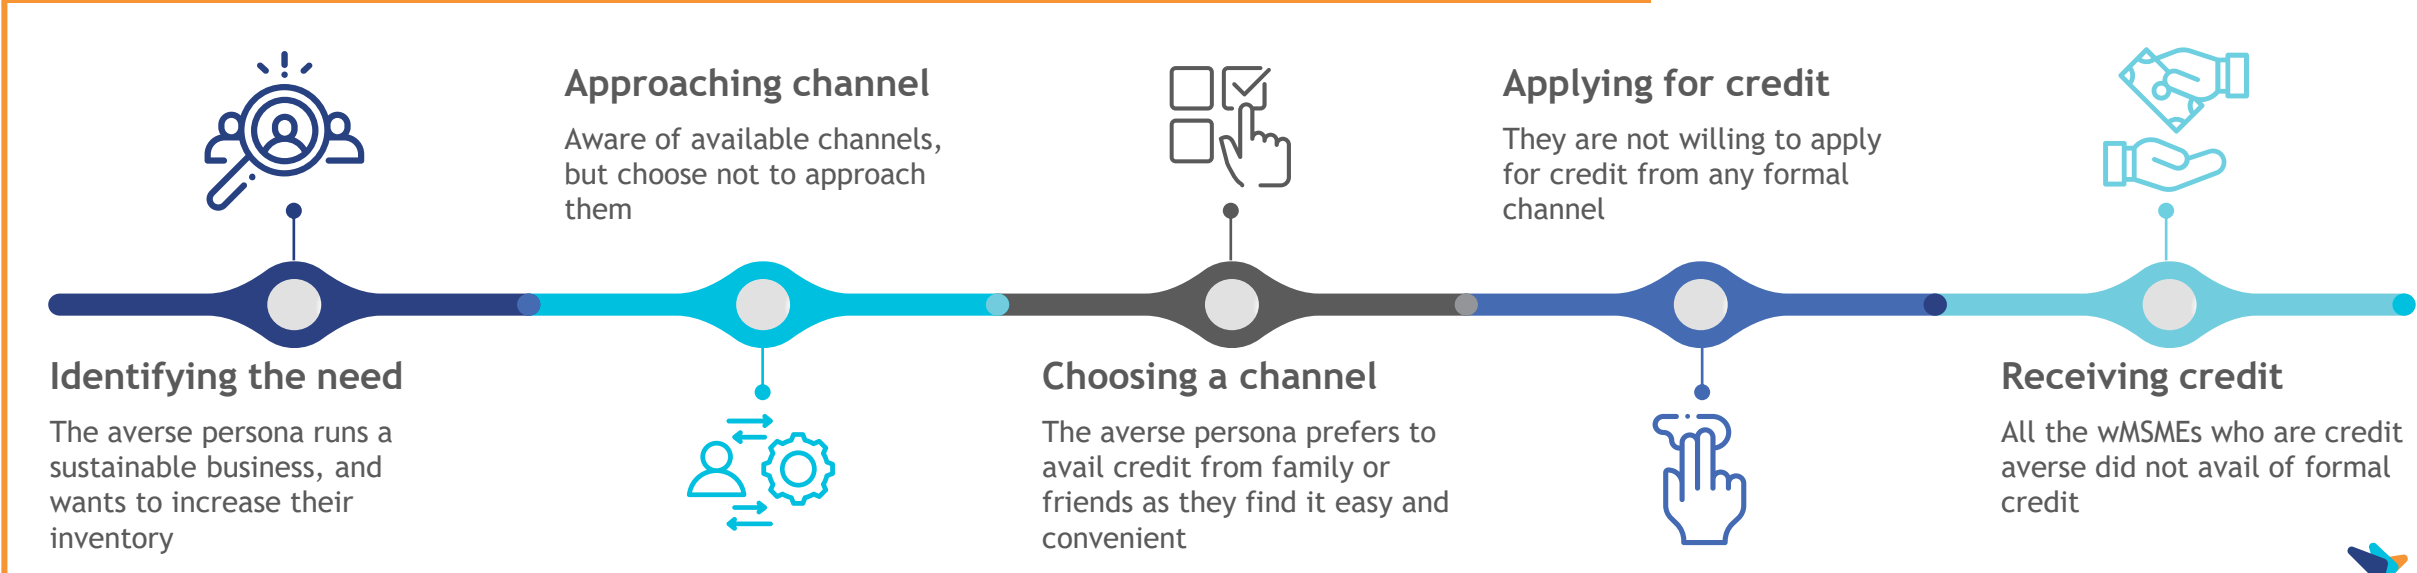 Identifying the need
The averse persona runs a
sustainable business, and
wants to increase their
inventory
Approaching channel
Aware of available channels,
but choose not to approach
them
Choosing a channel
The averse persona prefers to
avail credit from family or
friends as they find it easy and
convenient
Applying for credit
They are not willing to apply
for credit from any formal
channel
Receiving credit
All the wMSMEs who are credit
averse did not avail of formal
credit